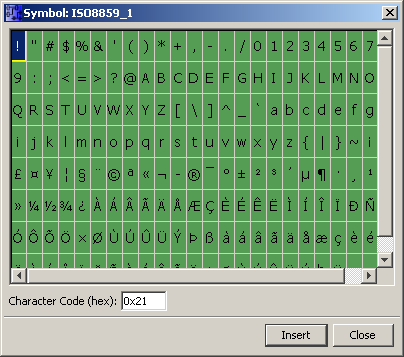 Symbol: ISO8859_1
! " # $ % & ' ( ) * + , - . / 0 1 2 3 4 5 6 7
9 : ; < = > ? @ A B C D E F G H I J K L M N O
Q R S T U V W X Y Z [ \ ] ^ _ ` a b c d e f g
i j k l m n o p q r s t u v w x y z { | } ~ ¡
£ ¤ ¥ ¦ § ¨ © ª « ¬ - ® ¯ ° ± ² ³ ´ µ ¶ · ¸ ¹
» ¼ ½ ¾ ¿ À Á Â Ã Ä Å Æ Ç È É Ê Ë Ì Í Î Ï Ð Ñ
Ó Ô Õ Ö × Ø Ù Ú Û Ü Ý Þ ß à á â ã ä å æ ç è é
Character Code (hex): 0x21
Insert Close